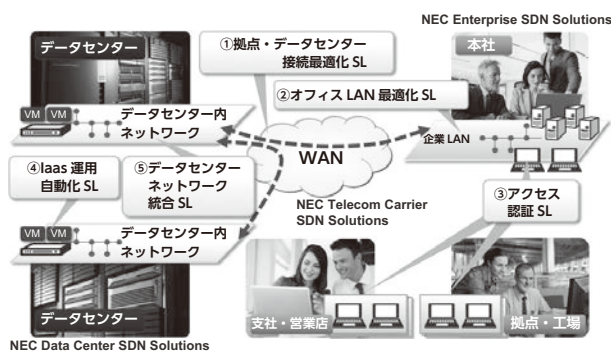 NEC Enterprise SDN Solutions
データセンター
①拠点・データセンター
接続最適化 SL
本社
②オフィス LAN 最適化 SL
VM VM
データセンター内
ネットワーク
WAN
企業 LAN
④Iaas 運用
自動化 SL
⑤データセンター
ネットワーク
統合 SL
NEC Telecom Carrier
SDN Solutions
③アクセス
認証 SL
VM VM
データセンター内
ネットワーク
データセンター
支社・営業店
拠点・工場
NEC Data Center SDN Solutions